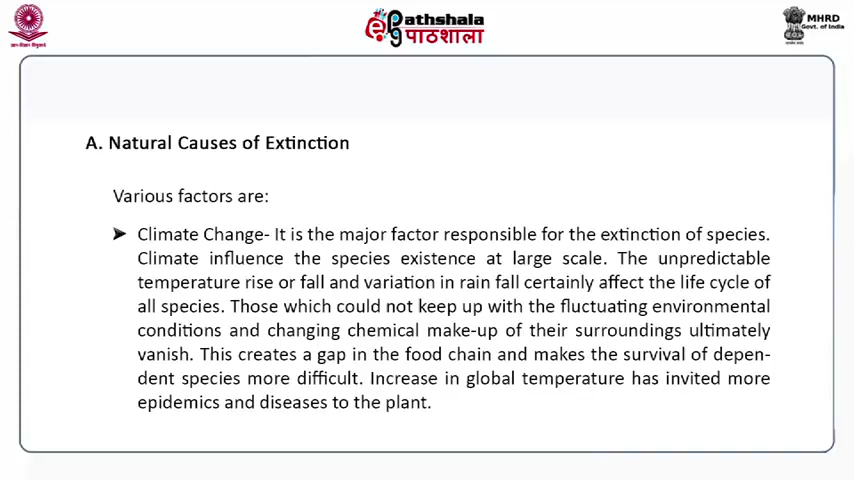 Pathshala
पाठशाला
MHRD
Govt. of India
A. Natural Causes of Extinction
Various factors are:
➤ Climate Change- It is the major factor responsible for the extinction of species.
Climate influence the species existence at large scale. The unpredictable
temperature rise or fall and variation in rain fall certainly affect the life cycle of
all species. Those which could not keep up with the fluctuating environmental
conditions and changing chemical make-up of their surroundings ultimately
vanish. This creates a gap in the food chain and makes the survival of depen-
dent species more difficult. Increase in global temperature has invited more
epidemics and diseases to the plant.